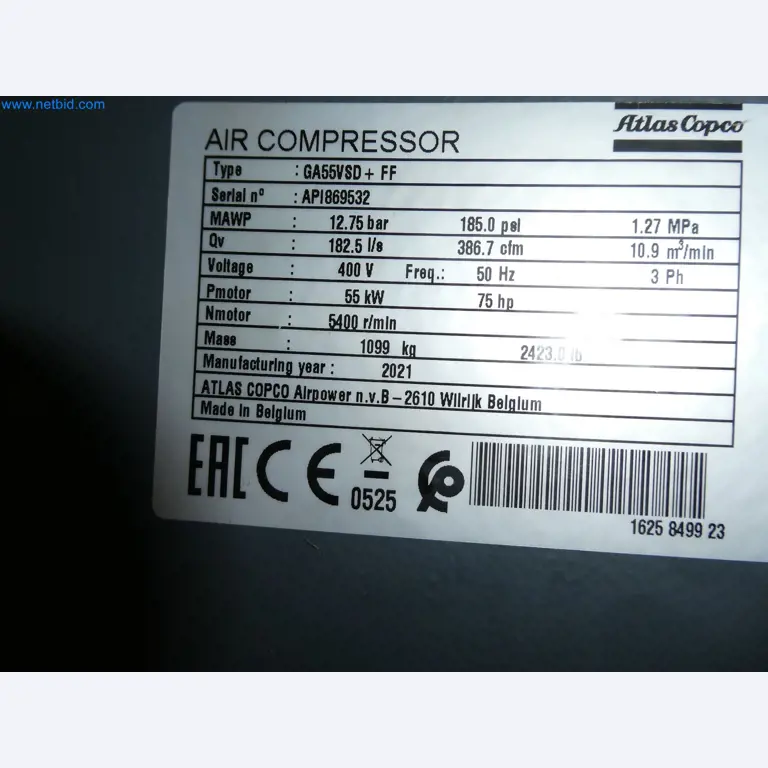 www.netbid.com
Atlas Copco
AIR COMPRESSOR
Type : GA55VSD+ FF
Serial nº : API869532
MAWP : 12.75 bar 185.0 psi 1.27 MPa
Qv : 182.5 l/s 386.7 cfm 10.9 m³/min
Voltage : 400 V Freq.: 50 Hz 3 Ph
Pmotor : 55 kW 75 hp
Nmotor : 5400 r/min
Mass : 1099 kg 2423.0 lb
Manufacturing year : 2021
ATLAS COPCO Airpower n.v.B-2610 Wilrijk Belgium
Made in Belgium
EAC CE 0525
1625 8499 23